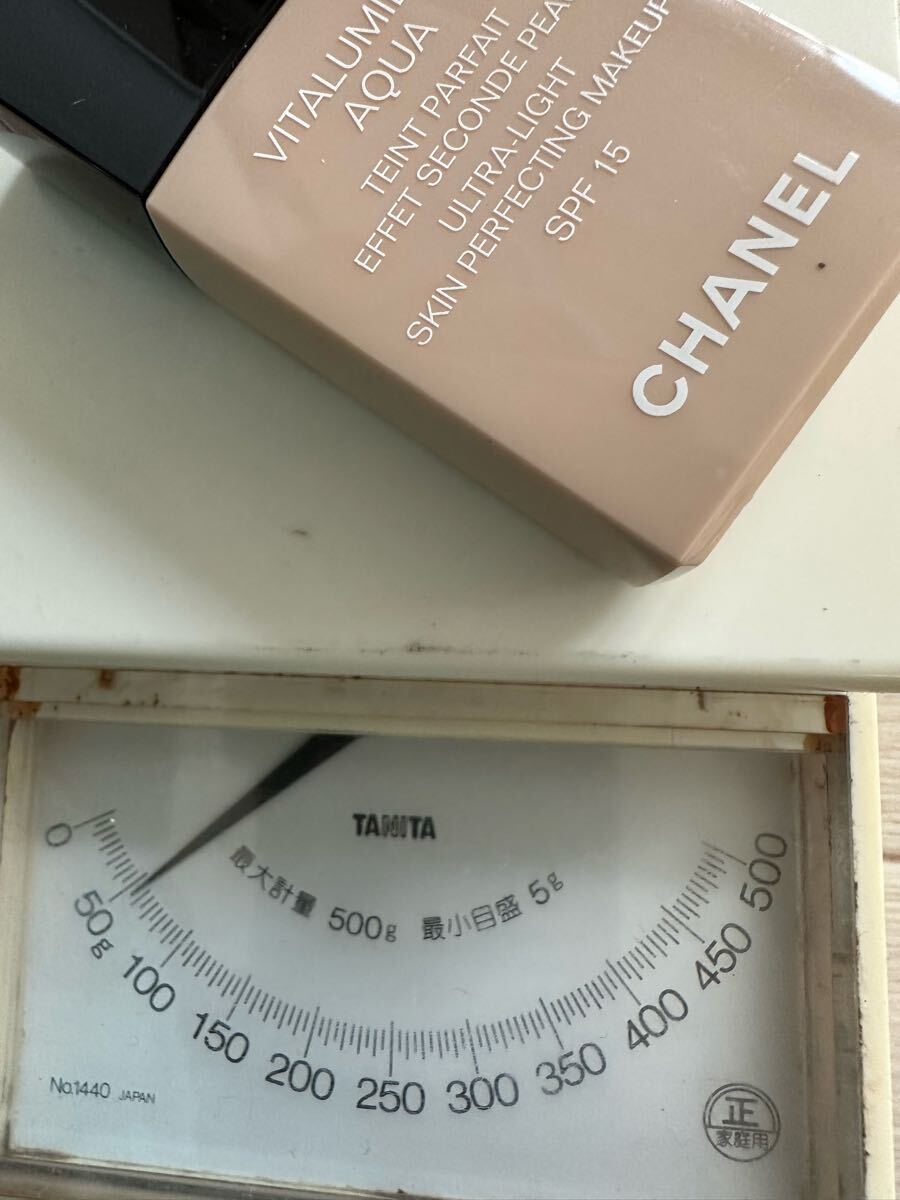 VITALUMI
AQUA
TEINT PARFAIT
EFFET SECONDE PEAU
ULTRA-LIGHT
SKIN PERFECTING MAKEUP
SPF 15
CHANEL
TANITA
最大計量 500g 最小目盛 5g
0
50g
100
150
200
250
300
350
400
450
500
No.1440 JAPAN
正
家庭用